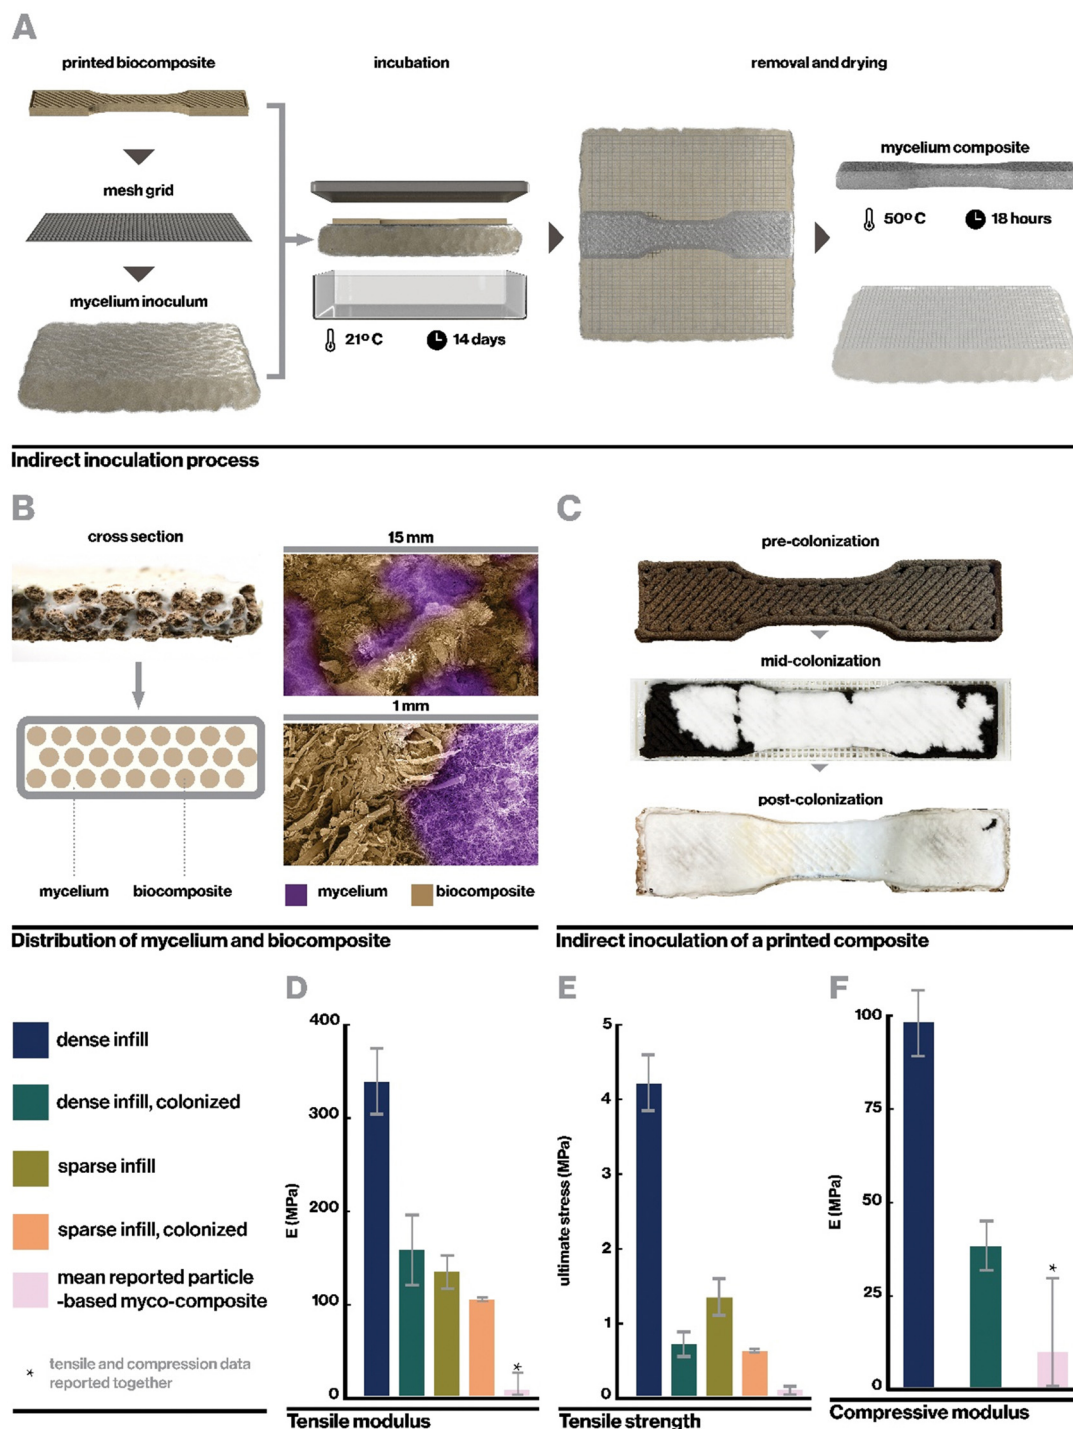 A
printed biocomposite
incubation
removal and drying
mesh grid
mycelium composite
50º C
18 hours
mycelium inoculum
21º C
14 days
Indirect inoculation process
B
cross section
15 mm
1 mm
mycelium
biocomposite
mycelium
biocomposite
Distribution of mycelium and biocomposite
C
pre-colonization
mid-colonization
post-colonization
Indirect inoculation of a printed composite
dense infill
dense infill, colonized
sparse infill
sparse infill, colonized
mean reported particle
-based myco-composite
* tensile and compression data
reported together
D
400
300
200
100
0
E (MPa)
*
Tensile modulus
E
5
4
3
2
1
0
ultimate stress (MPa)
Tensile strength
F
100
75
50
25
0
E (MPa)
*
Compressive modulus